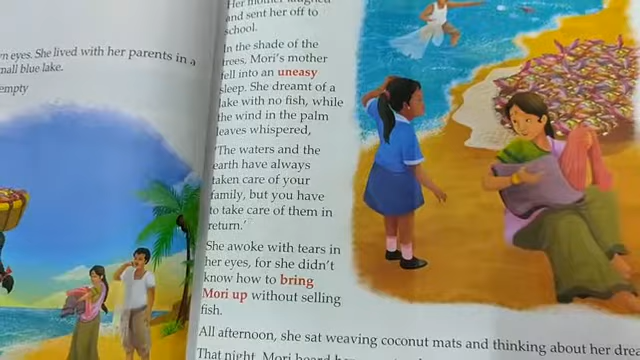 n eyes. She lived with her parents in a
mall blue lake.
empty
Her mother laughed
and sent her off to
school.
In the shade of the
trees, Mori's mother
fell into an uneasy
sleep. She dreamt of a
lake with no fish, while
the wind in the palm
leaves whispered,
'The waters and the
earth have always
taken care of your
family, but you have
to take care of them in
return.'
She awoke with tears in
her eyes, for she didn't
know how to bring
Mori up without selling
fish.
All afternoon, she sat weaving coconut mats and thinking about her drea
That night, Mori heard her